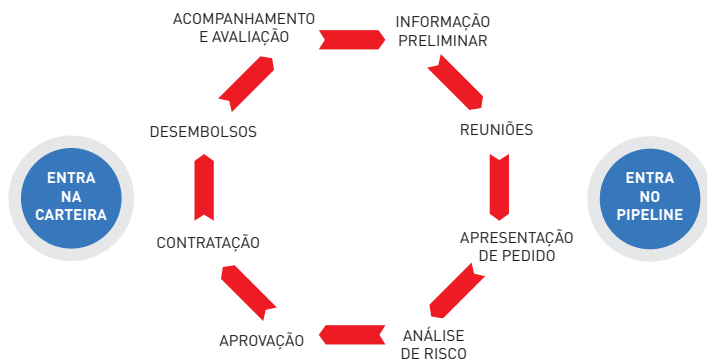 ACOMPANHAMENTO
E AVALIAÇÃO
INFORMAÇÃO
PRELIMINAR
DESEMBOLSOS
REUNIÕES
ENTRA
NA
CARTEIRA
ENTRA
NO
PIPELINE
CONTRATAÇÃO
APRESENTAÇÃO
DE PEDIDO
APROVAÇÃO
ANÁLISE
DE RISCO